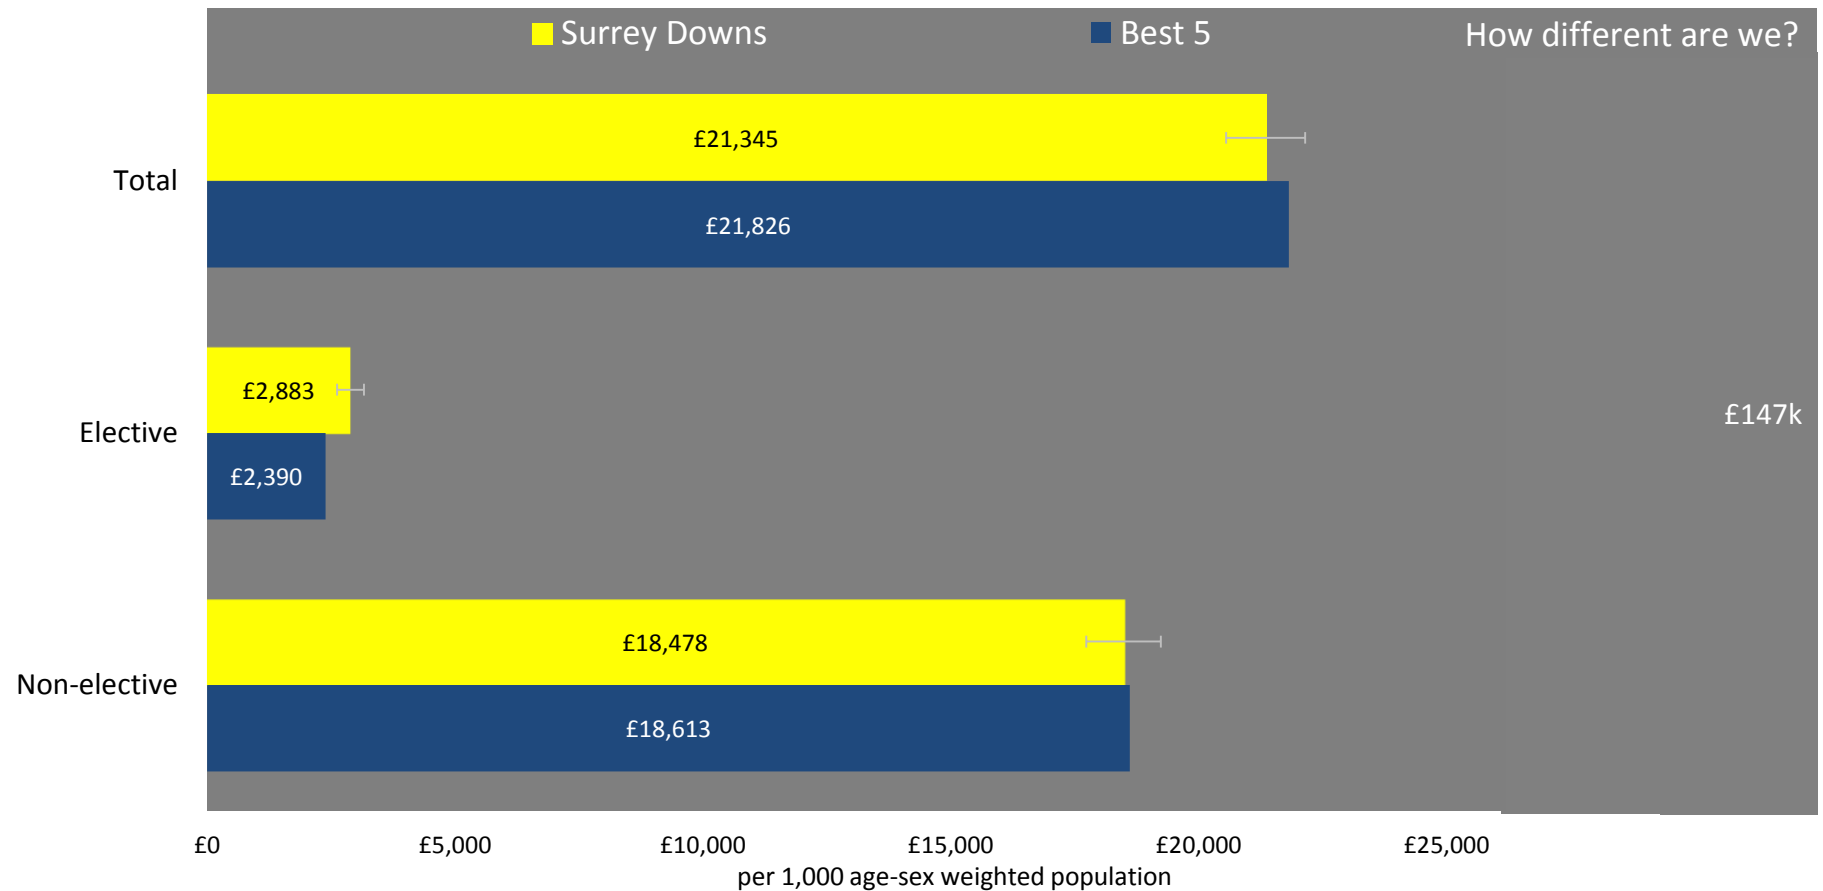 Surrey Downs Best 5 How different are we?
Total
£21,345
£21,826
Elective
£2,883
£2,390
£147k
Non-elective
£18,478
£18,613
£0 £5,000 £10,000 £15,000 £20,000 £25,000
per 1,000 age-sex weighted population